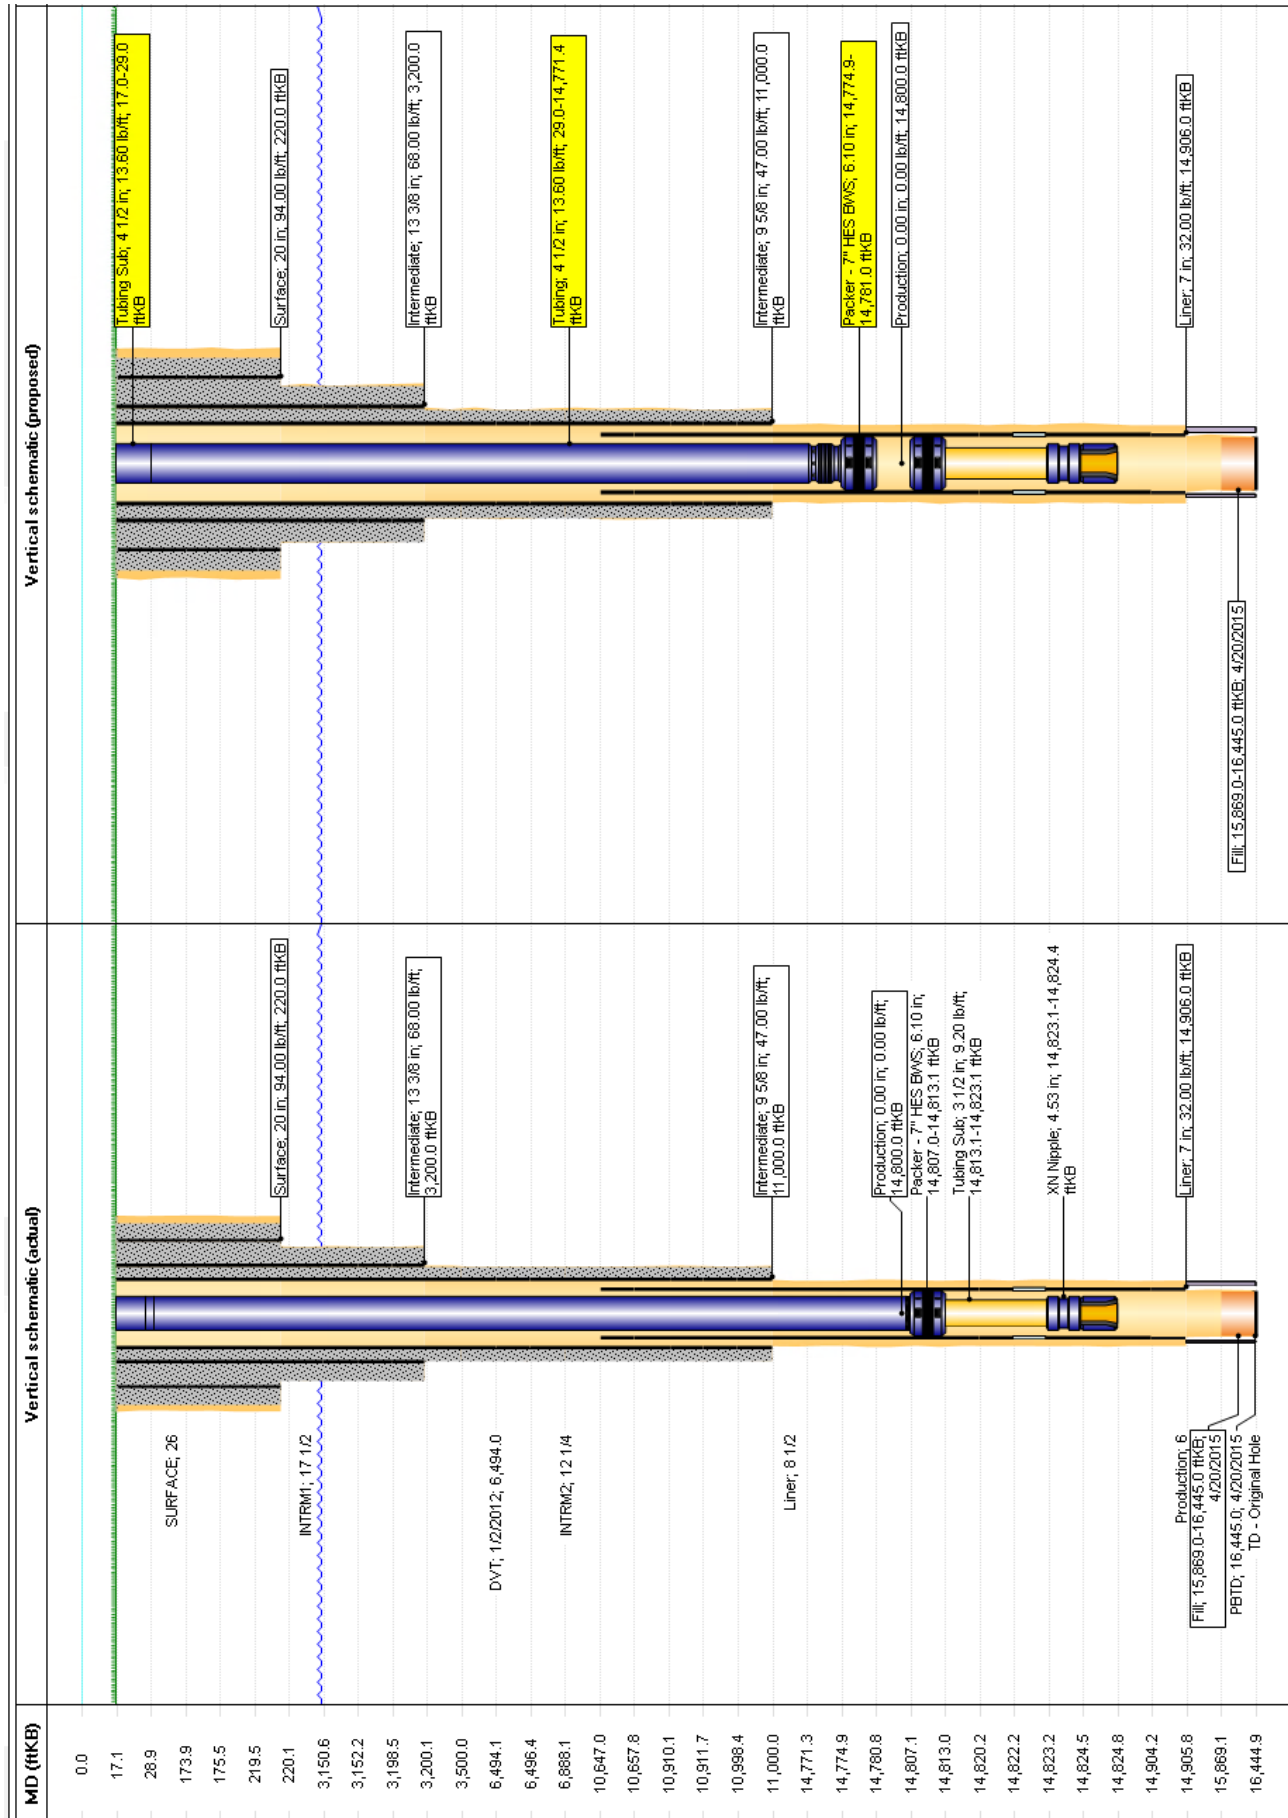 MD (ftKB)
Vertical schematic (actual)
Vertical schematic (proposed)
0.0
17.1
28.9
173.9
175.5
219.5
220.1
3,150.6
3,152.2
3,198.5
3,200.1
3,500.0
6,494.1
6,496.4
6,888.1
10,647.0
10,657.8
10,910.1
10,911.7
10,998.4
11,000.0
14,771.3
14,774.9
14,780.8
14,807.1
14,813.0
14,820.2
14,822.2
14,823.2
14,824.5
14,824.8
14,904.2
14,905.8
15,869.1
16,444.9
SURFACE; 26
INTRM1; 17 1/2
DVT; 1/2/2012; 6,494.0
INTRM2; 12 1/4
Liner; 8 1/2
Production; 6
Fill; 15,869.0-16,445.0 ftKB;
4/20/2015
PBTD; 16,445.0; 4/20/2015
TD - Original Hole
Surface; 20 in; 94.00 lb/ft; 220.0 ftKB
Intermediate; 13 3/8 in; 68.00 lb/ft;
3,200.0 ftKB
Intermediate; 9 5/8 in; 47.00 lb/ft;
11,000.0 ftKB
Production; 0.00 in; 0.00 lb/ft;
14,800.0 ftKB
Packer - 7" HES BWS; 6.10 in;
14,807.0-14,813.1 ftKB
Tubing Sub; 3 1/2 in; 9.20 lb/ft;
14,813.1-14,823.1 ftKB
XN Nipple; 4.53 in; 14,823.1-14,824.4
ftKB
Liner; 7 in; 32.00 lb/ft; 14,906.0 ftKB
Fill; 15,869.0-16,445.0 ftKB; 4/20/2015
Tubing Sub; 4 1/2 in; 13.60 lb/ft; 17.0-29.0
ftKB
Surface; 20 in; 94.00 lb/ft; 220.0 ftKB
Intermediate; 13 3/8 in; 68.00 lb/ft; 3,200.0
ftKB
Tubing; 4 1/2 in; 13.60 lb/ft; 29.0-14,771.4
ftKB
Intermediate; 9 5/8 in; 47.00 lb/ft; 11,000.0
ftKB
Packer - 7" HES BWS; 6.10 in; 14,774.9-
14,781.0 ftKB
Production; 0.00 in; 0.00 lb/ft; 14,800.0 ftKB
Liner; 7 in; 32.00 lb/ft; 14,906.0 ftKB